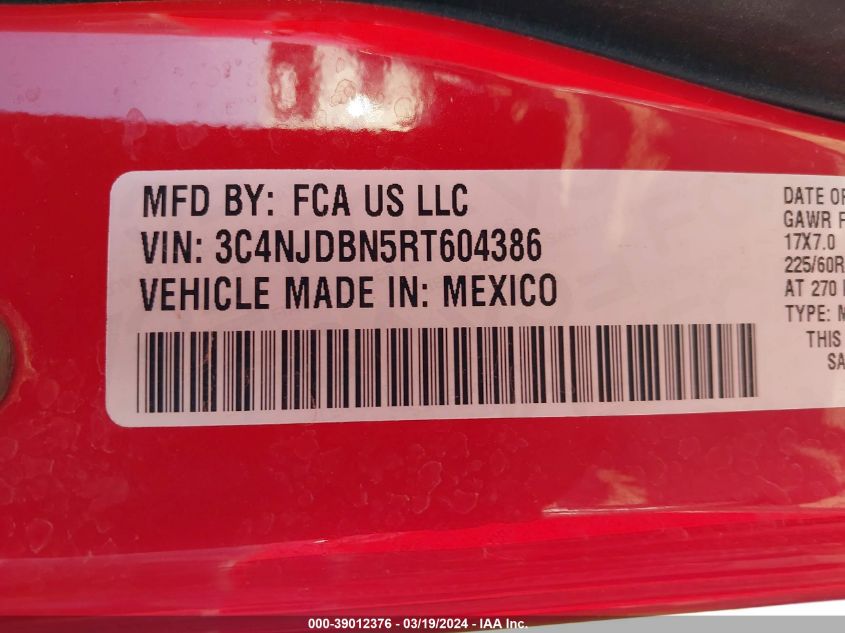 MFD BY: FCA US LLC
VIN: 3C4NJDBN5RT604386
VEHICLE MADE IN: MEXICO
DATE OF
GAWR F
17X7.0
225/60R
AT 270
TYPE: M
THIS
SA
000-39012376 - 03/19/2024 - IAA Inc.